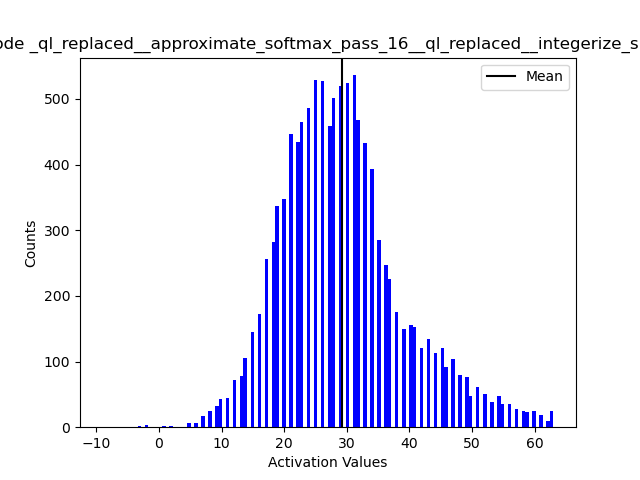 ode _ql_replaced__approximate_softmax_pass_16__ql_replaced__integerize_s
Mean
Counts
500
400
300
200
100
0
−10 0 10 20 30 40 50 60
Activation Values